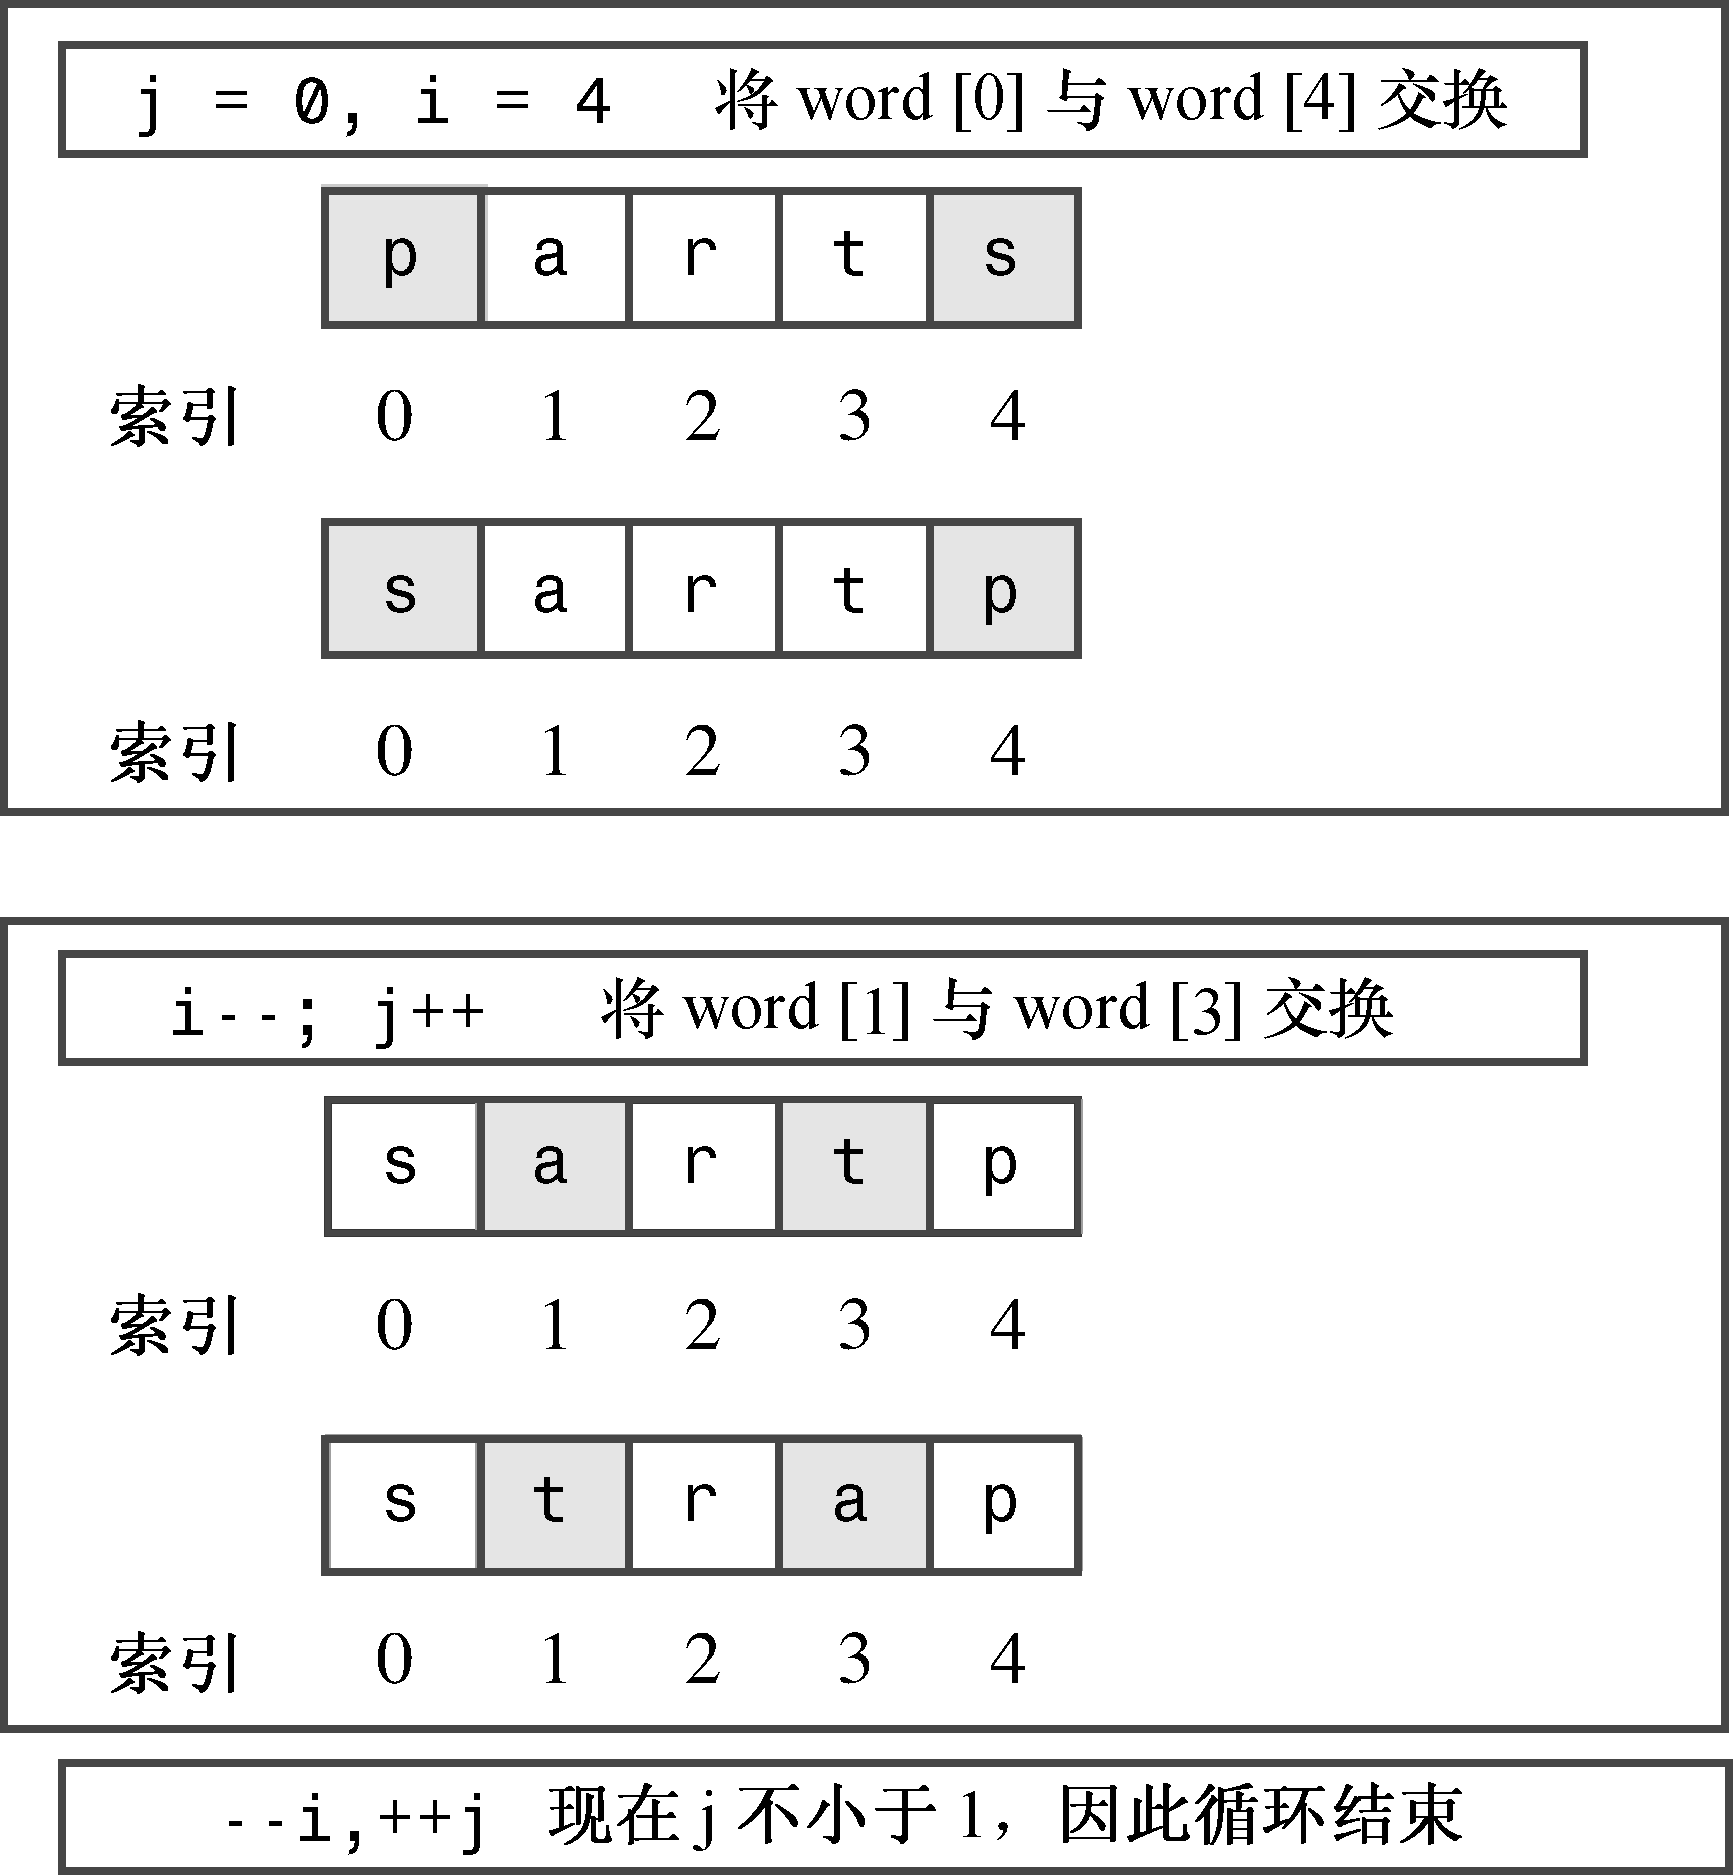 j = 0, i = 4 将 word [0] 与 word [4] 交换
p a r t s
索引 0 1 2 3 4
s a r t p
索引 0 1 2 3 4
i--; j++ 将 word [1] 与 word [3] 交换
s a r t p
索引 0 1 2 3 4
s t r a p
索引 0 1 2 3 4
--i,++j 现在 j 不小于 1，因此循环结束